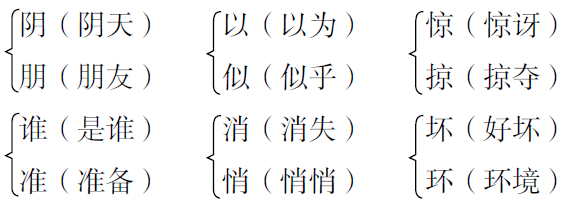 阴（阴天） 以（以为） 惊（惊讶）
朋（朋友） 似（似乎） 掠（掠夺）
谁（是谁） 消（消失） 坏（好坏）
准（准备） 悄（悄悄） 环（环境）